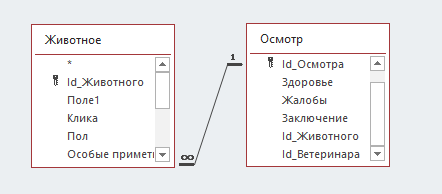 Животное
*
Id_Животного
Поле1
Клика
Пол
Особые приметы
∞
1
Осмотр
Id_Осмотра
Здоровье
Жалобы
Заключение
Id_Животного
Id_Ветеринара